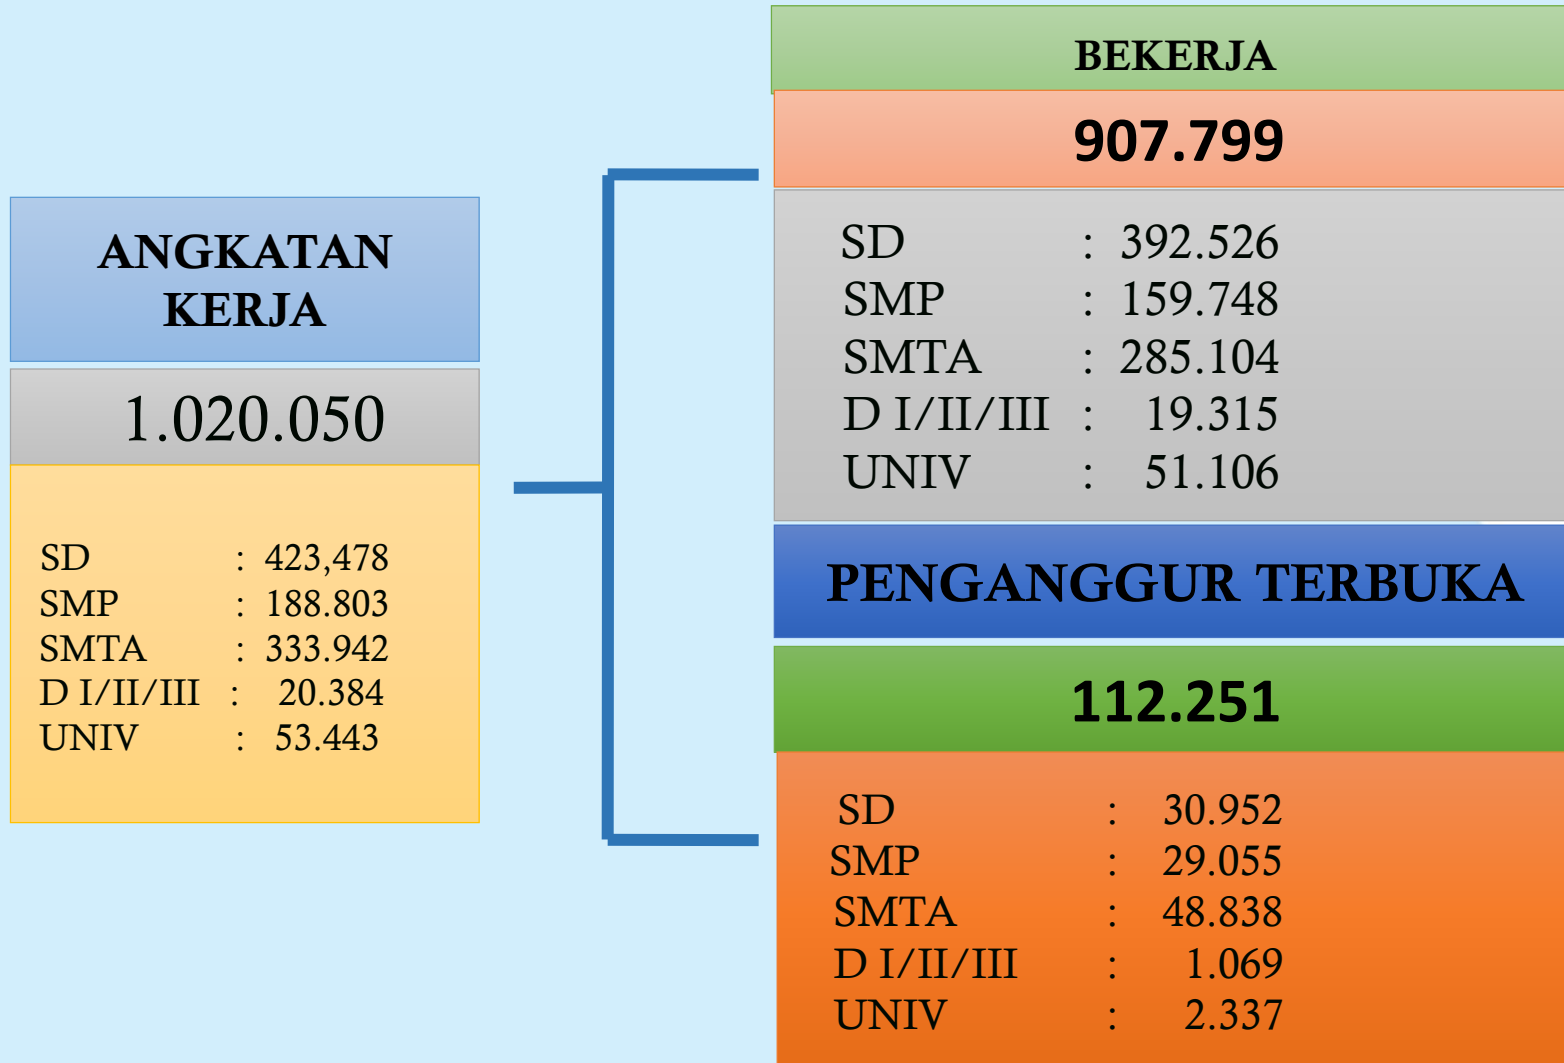 ANGKATAN
KERJA
1.020.050
SD : 423,478
SMP : 188.803
SMTA : 333.942
D I/II/III : 20.384
UNIV : 53.443
BEKERJA
907.799
SD : 392.526
SMP : 159.748
SMTA : 285.104
D I/II/III : 19.315
UNIV : 51.106
PENGANGGUR TERBUKA
112.251
SD : 30.952
SMP : 29.055
SMTA : 48.838
D I/II/III : 1.069
UNIV : 2.337